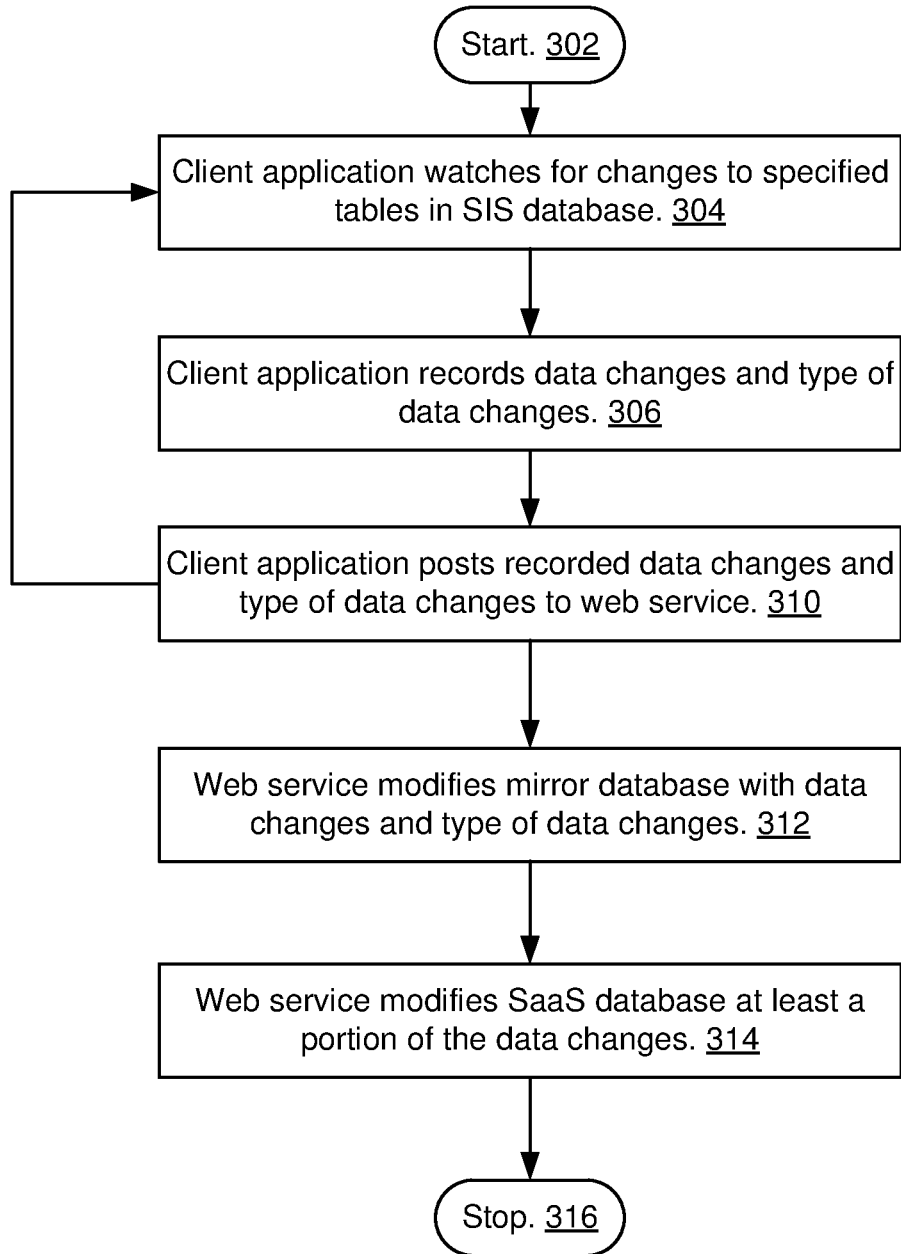 Start. 302
Client application watches for changes to specified
tables in SIS database. 304
Client application records data changes and type of
data changes. 306
Client application posts recorded data changes and
type of data changes to web service. 310
Web service modifies mirror database with data
changes and type of data changes. 312
Web service modifies SaaS database at least a
portion of the data changes. 314
Stop. 316